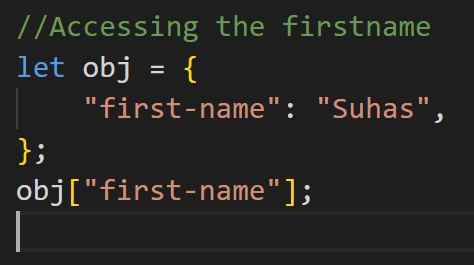 //Accessing the firstname
let obj = {
    "first-name": "Suhas",
};
obj["first-name"];